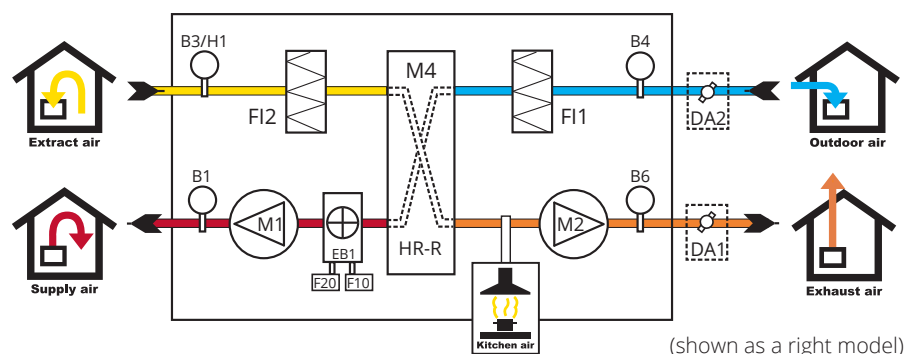 B3/H1
B4
M4
FI2
FI1
DA2
Extract air
Outdoor air
B1
B6
M1
EB1
F20
F10
HR-R
M2
DA1
Supply air
Kitchen air
Exhaust air
(shown as a right model)